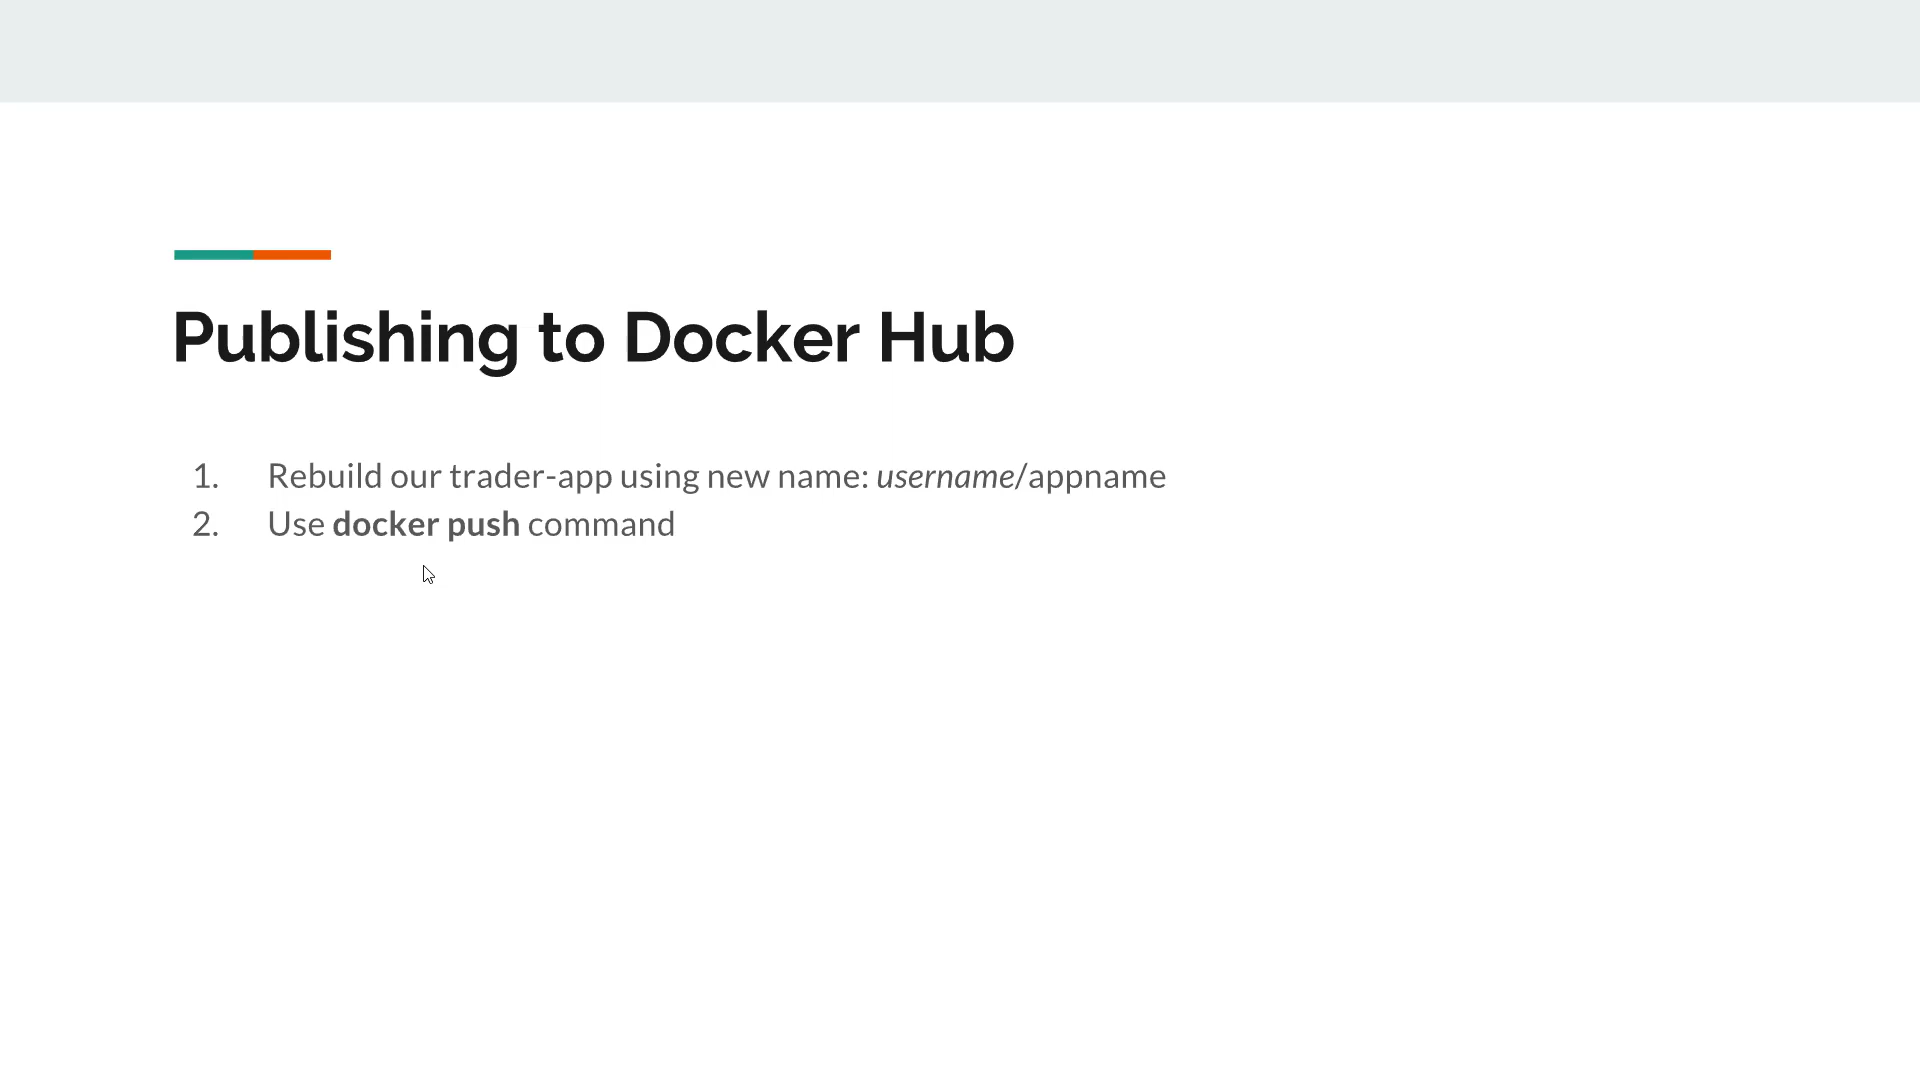 Publishing to Docker Hub
1. Rebuild our trader-app using new name: username/appname
2. Use docker push command